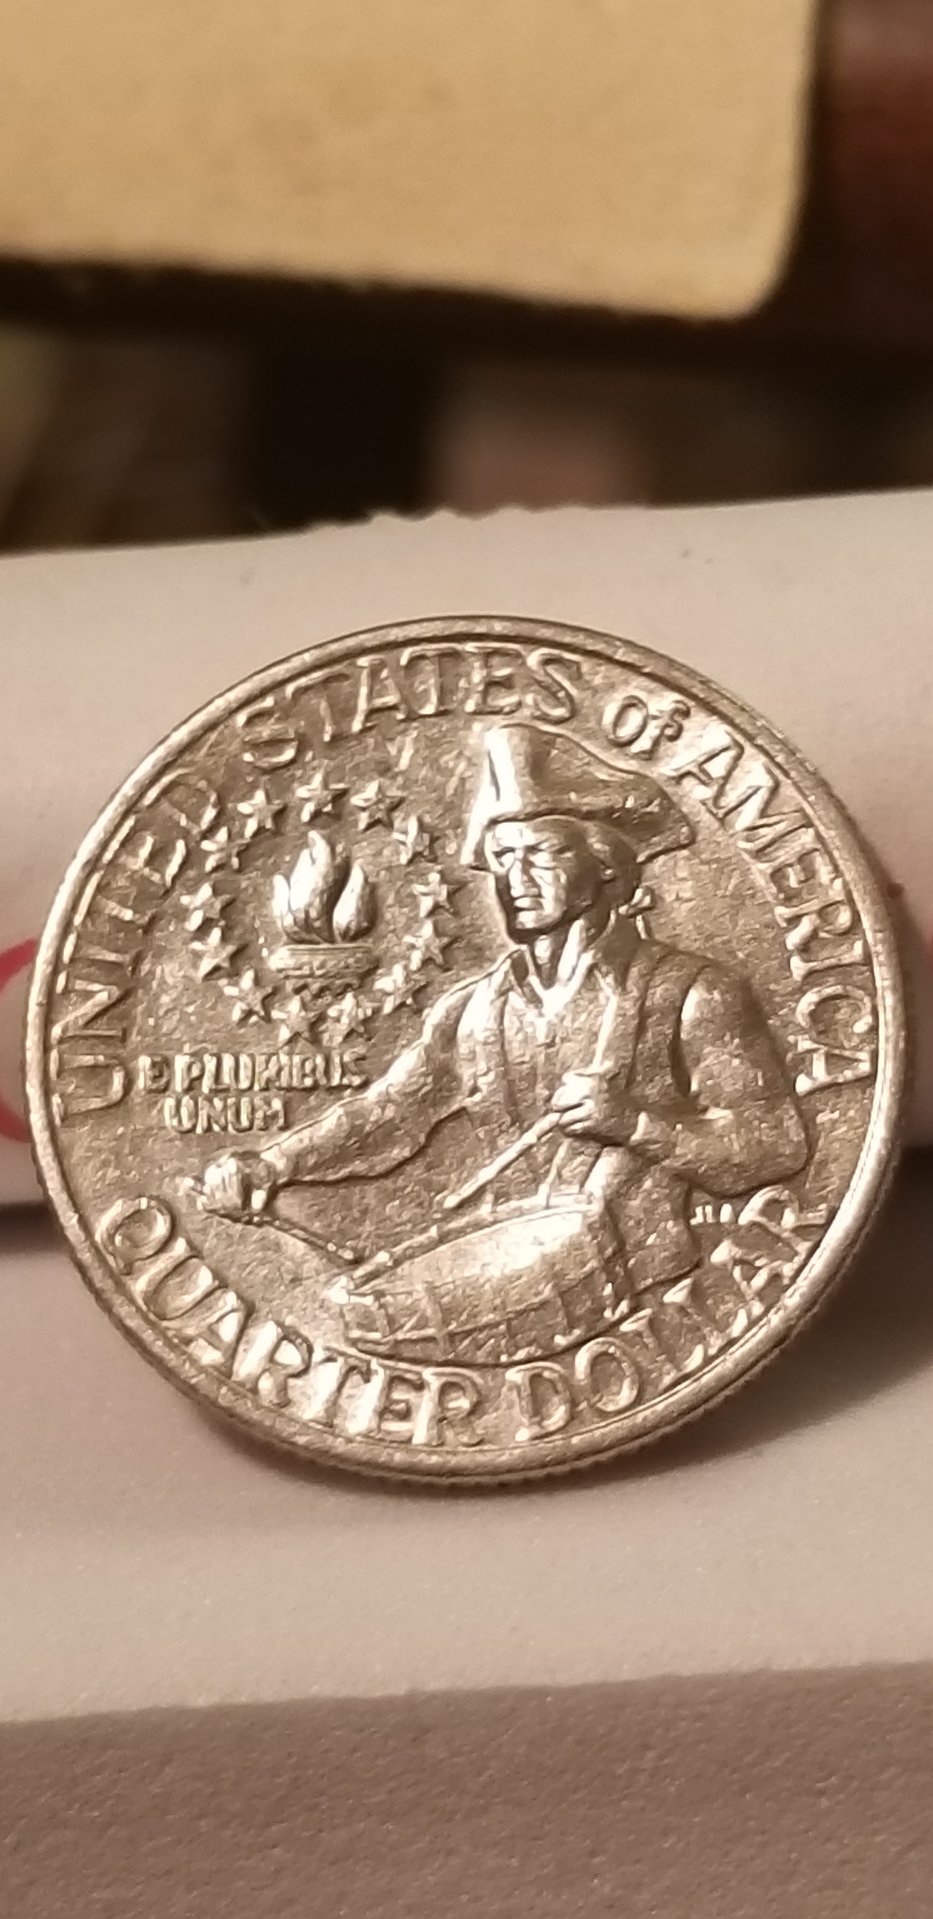 UNITED STATES of AMERICA
E PLURIBUS
UNUM
QUARTER DOLLAR